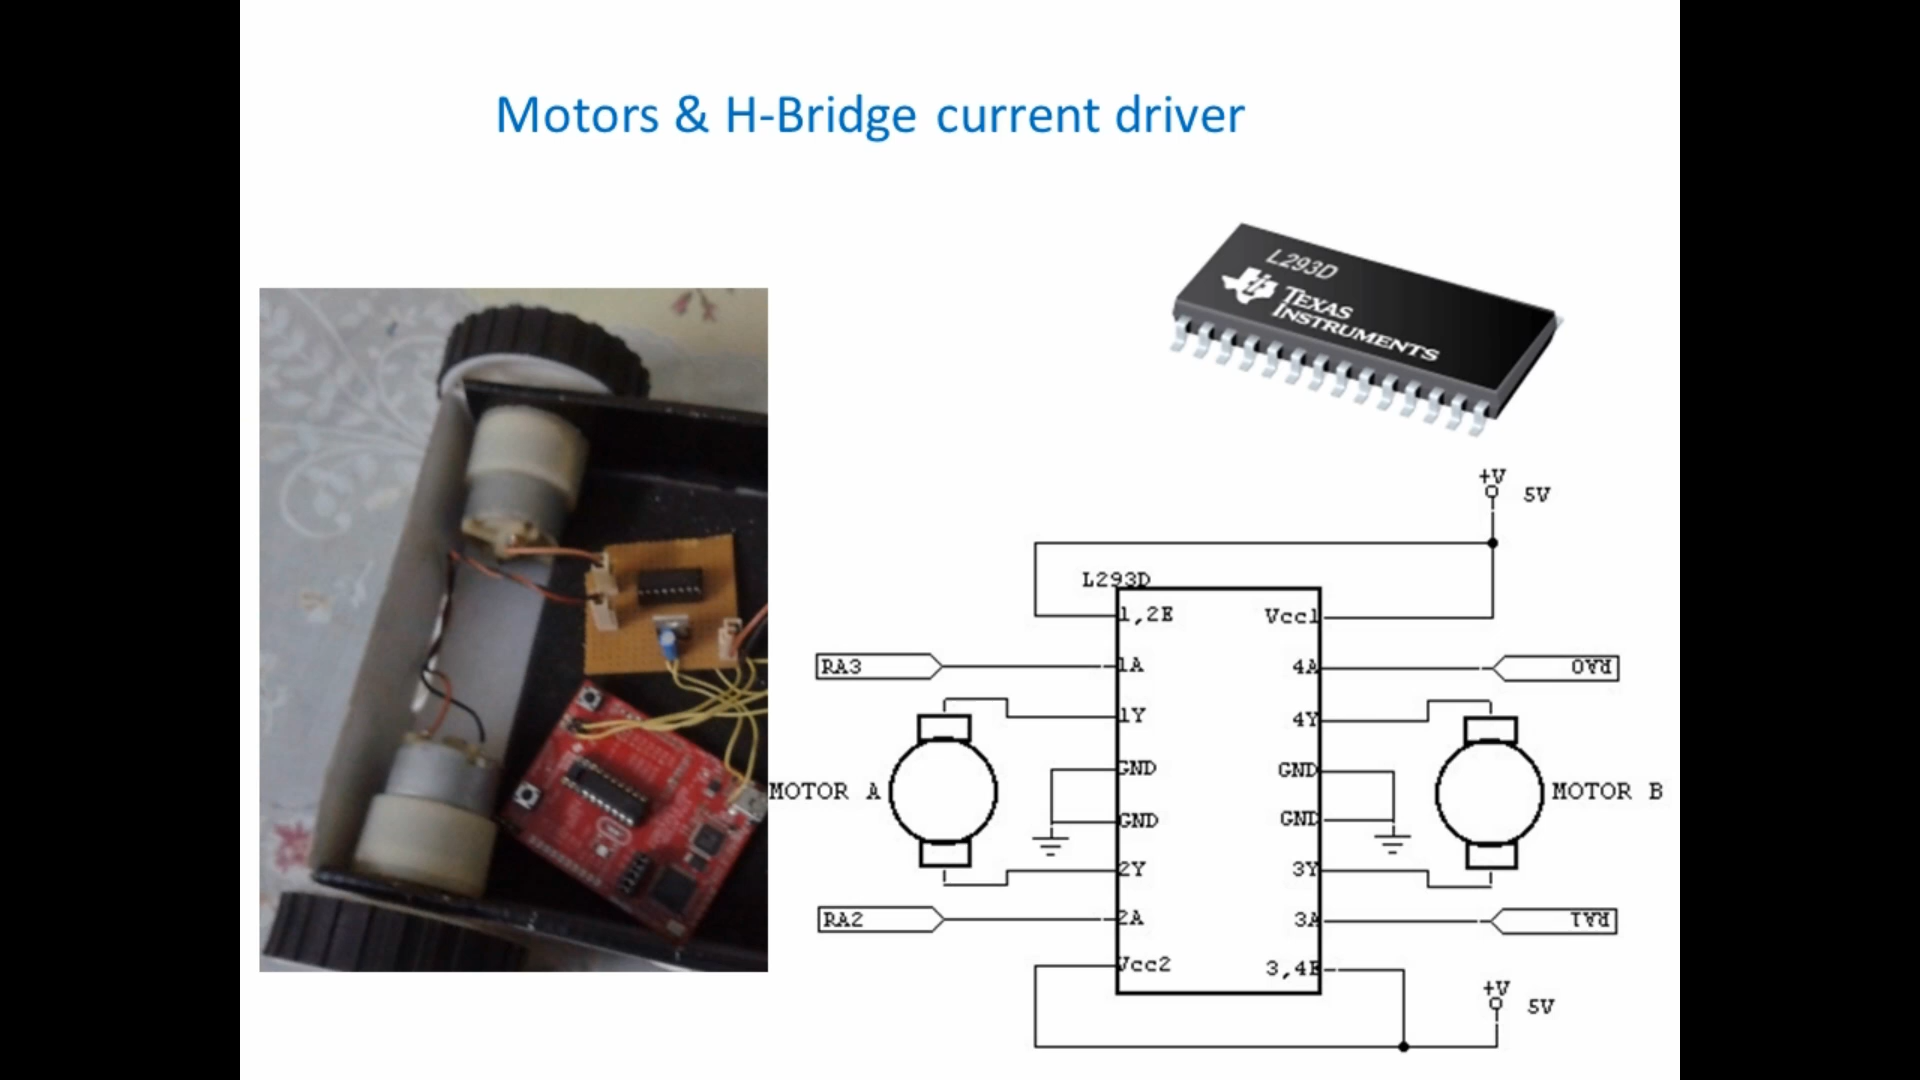 Motors & H-Bridge current driver
L293D
TEXAS
INSTRUMENTS
+V
5V
L293D
1,2E
Vcc1
RA3
1A
4A
RA0
1Y
4Y
MOTOR A
GND
GND
MOTOR B
GND
GND
2Y
3Y
RA2
2A
3A
RA1
Vcc2
3,4E
+V
5V